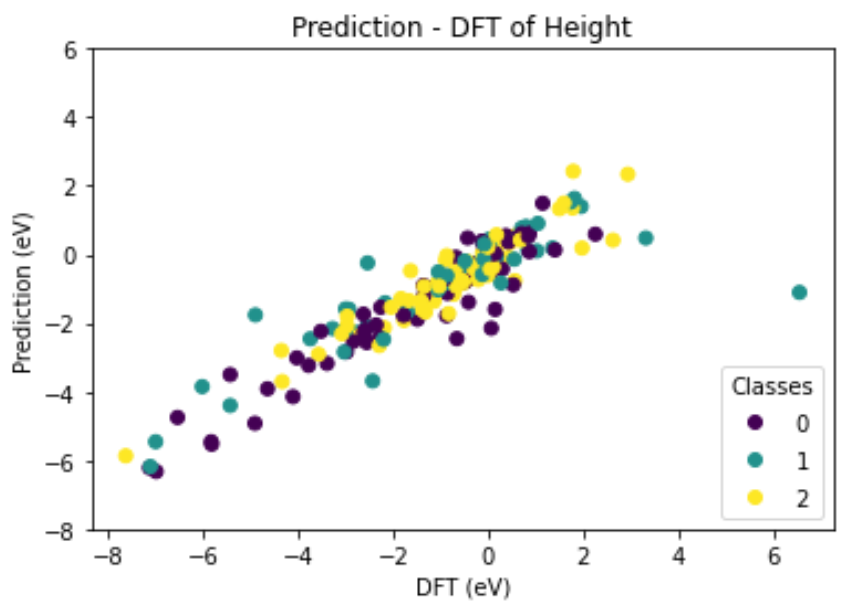 Prediction - DFT of Height
6
4
2
0
−2
−4
−6
−8
Prediction (eV)
−8 −6 −4 −2 0 2 4 6
DFT (eV)
Classes
0
1
2